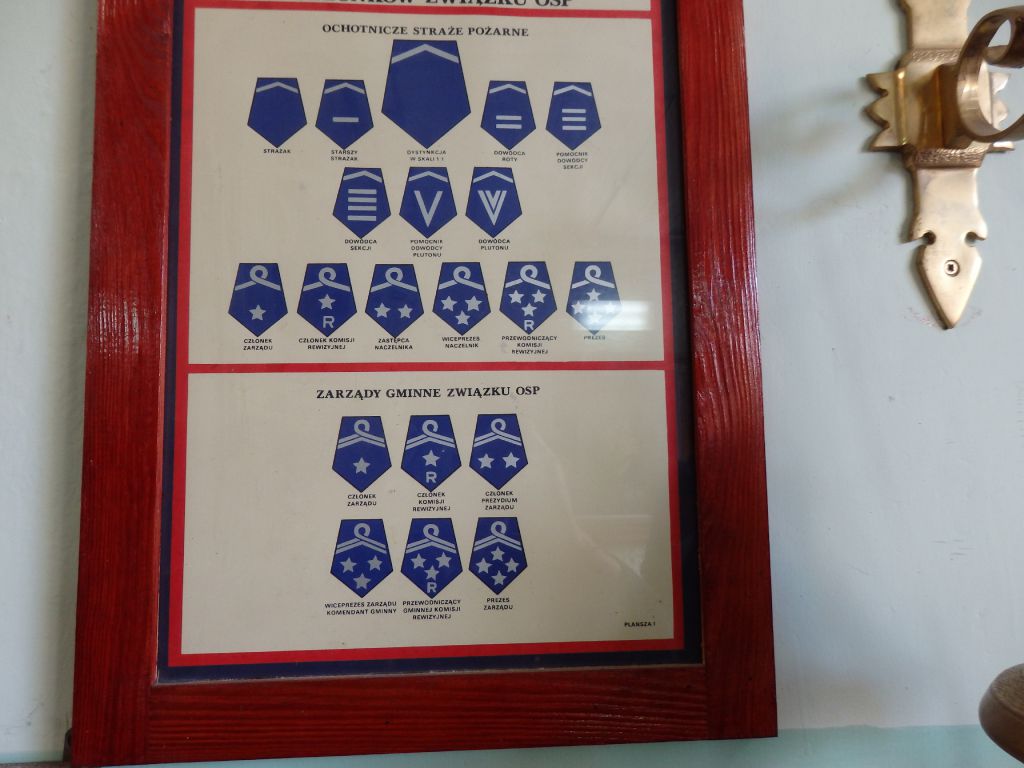 ZWIĄZKU OSP
OCHOTNICZE STRAŻE POŻARNE
STRAŻAK
STARSZY
STRAŻAK
DYSTYNKCJA
W SKALI 1:1
DOWÓDCA
ROTY
POMOCNIK
DOWÓDCY
SEKCJI
DOWÓDCA
SEKCJI
POMOCNIK
DOWÓDCY
PLUTONU
DOWÓDCA
PLUTONU
R
R
CZŁONEK
ZARZĄDU
CZŁONEK KOMISJI
REWIZYJNEJ
ZASTĘPCA
NACZELNIKA
WICEPREZES
NACZELNIK
PRZEWODNICZĄCY
KOMISJI
REWIZYJNEJ
PREZES
ZARZĄDY GMINNE ZWIĄZKU OSP
R
CZŁONEK
ZARZĄDU
CZŁONEK
KOMISJI
REWIZYJNEJ
CZŁONEK
PREZYDIUM
ZARZĄDU
R
WICEPREZES ZARZĄDU
KOMENDANT GMINNY
PRZEWODNICZĄCY
GMINNEJ KOMISJI
REWIZYJNEJ
PREZES
ZARZĄDU
PLANSZA I